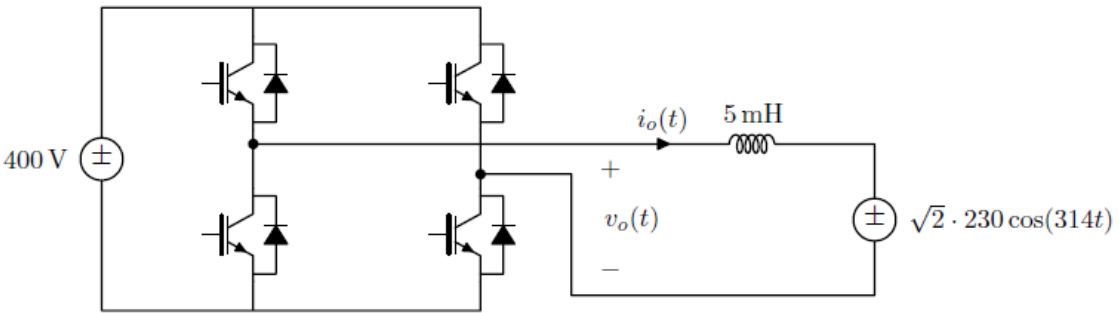 i_o(t)
5 mH
400 V
±
+
v_o(t)
−
±
√2 · 230 cos(314t)